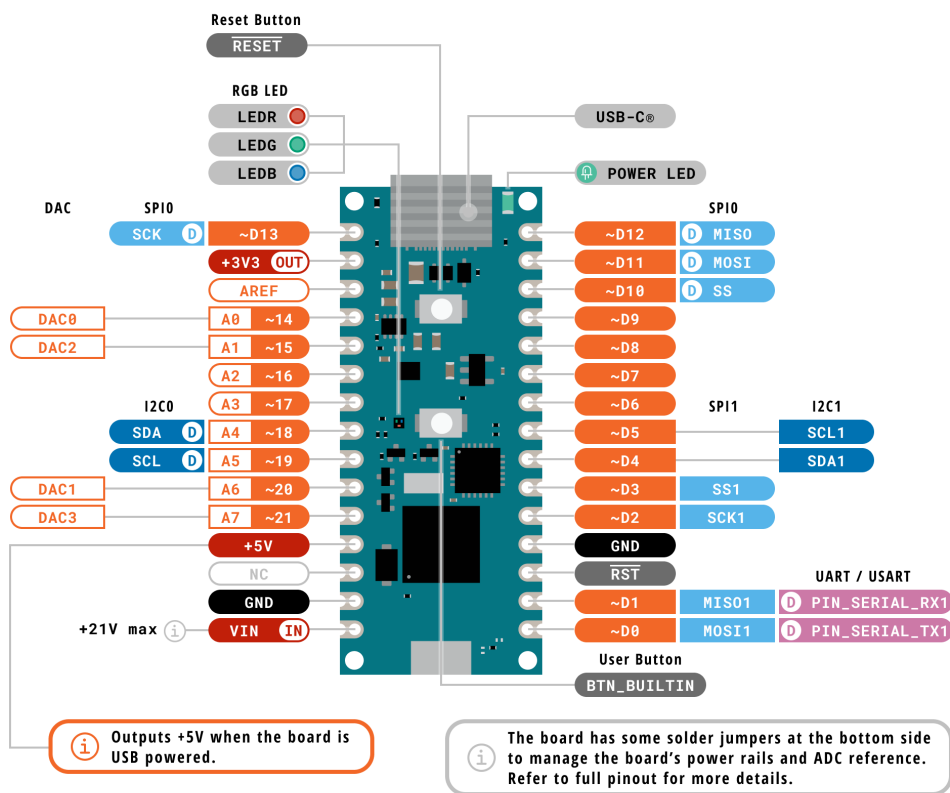 Reset Button
RESET
RGB LED
LEDR
LEDG
LEDB
USB-C®
POWER LED
DAC SPI0 SPI0
SCK D ~D13 ~D12 D MISO
+3V3 OUT ~D11 D MOSI
AREF ~D10 D SS
DAC0 A0 ~14 ~D9
DAC2 A1 ~15 ~D8
A2 ~16 ~D7
A3 ~17 ~D6
I2C0 SPI1 I2C1
SDA D A4 ~18 ~D5 SCL1
SCL D A5 ~19 ~D4 SDA1
DAC1 A6 ~20 ~D3 SS1
DAC3 A7 ~21 ~D2 SCK1
+5V GND
NC RST
UART / USART
GND ~D1 MISO1 D PIN_SERIAL_RX1
+21V max i VIN IN ~D0 MOSI1 D PIN_SERIAL_TX1
User Button
BTN_BUILTIN
i Outputs +5V when the board is
USB powered.
i The board has some solder jumpers at the bottom side
to manage the board's power rails and ADC reference.
Refer to full pinout for more details.